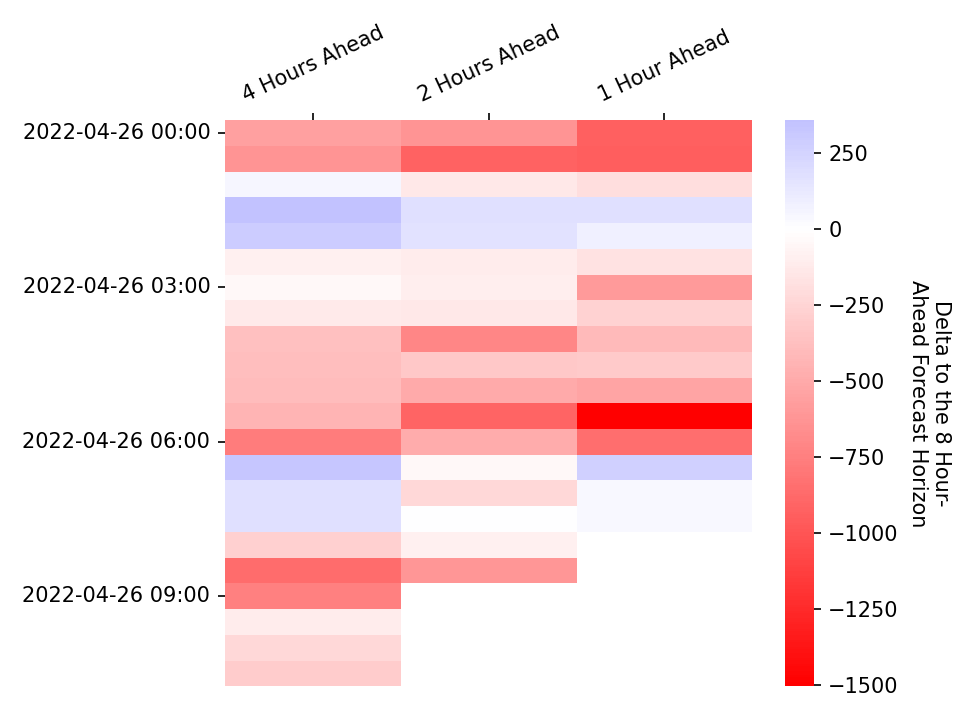 4 Hours Ahead
2 Hours Ahead
1 Hour Ahead
2022-04-26 00:00
2022-04-26 03:00
2022-04-26 06:00
2022-04-26 09:00
250
0
−250
−500
−750
−1000
−1250
−1500
Delta to the 8 Hour-
Ahead Forecast Horizon